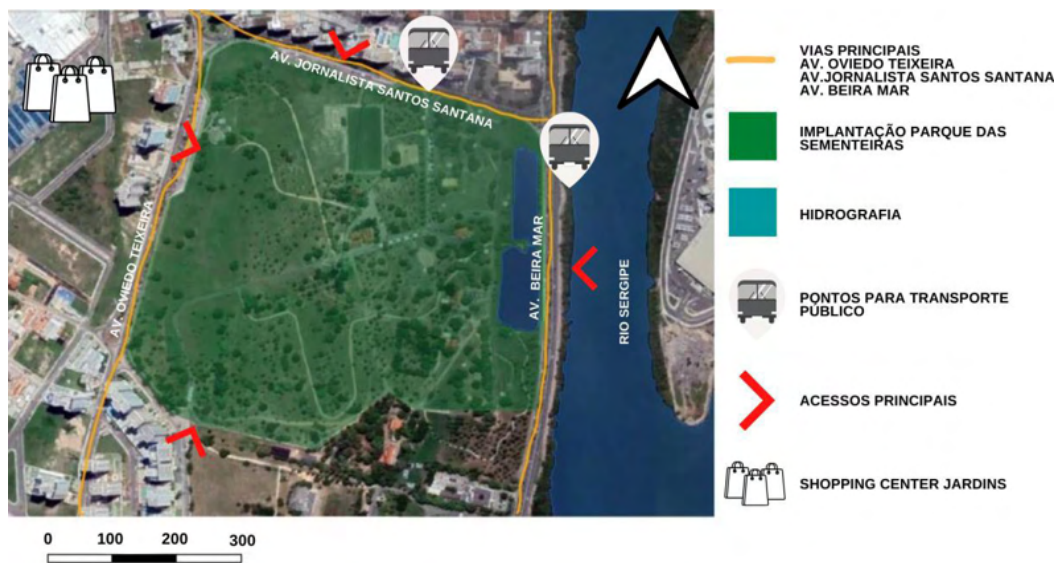 AV. JORNALISTA SANTOS SANTANA
AV. OVIEDO TEIXEIRA
AV. BEIRA MAR
RIO SERGIPE
VIAS PRINCIPAIS
AV. OVIEDO TEIXEIRA
AV.JORNALISTA SANTOS SANTANA
AV. BEIRA MAR
IMPLANTAÇÃO PARQUE DAS
SEMENTEIRAS
HIDROGRAFIA
PONTOS PARA TRANSPORTE
PÚBLICO
ACESSOS PRINCIPAIS
SHOPPING CENTER JARDINS
0 100 200 300